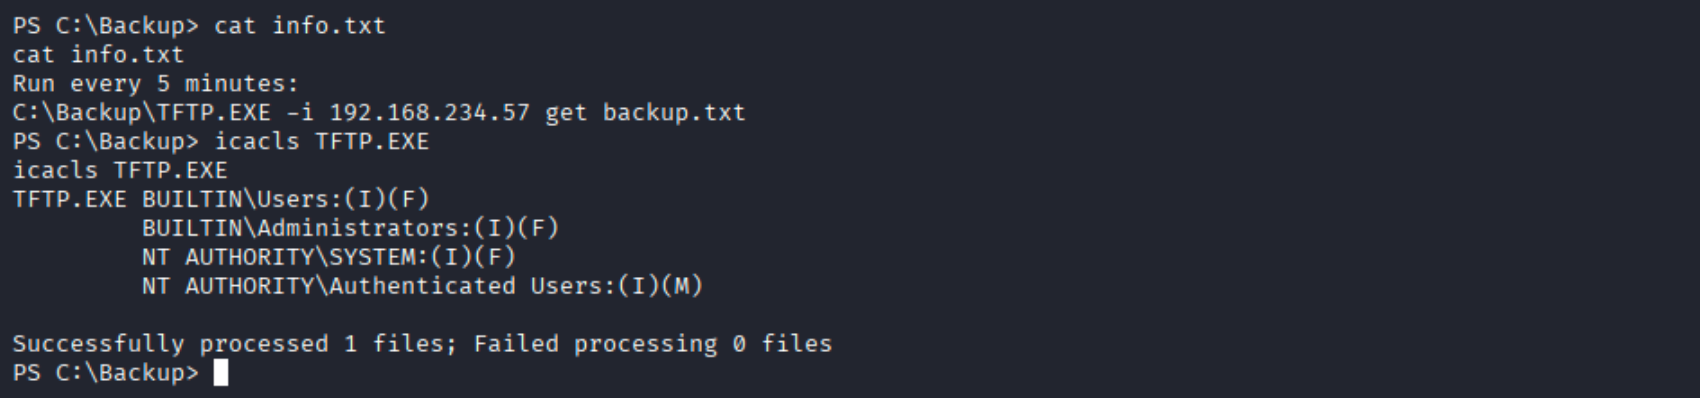 PS C:\Backup> cat info.txt
cat info.txt
Run every 5 minutes:
C:\Backup\TFTP.EXE -i 192.168.234.57 get backup.txt
PS C:\Backup> icacls TFTP.EXE
icacls TFTP.EXE
TFTP.EXE BUILTIN\Users:(I)(F)
         BUILTIN\Administrators:(I)(F)
         NT AUTHORITY\SYSTEM:(I)(F)
         NT AUTHORITY\Authenticated Users:(I)(M)
Successfully processed 1 files; Failed processing 0 files
PS C:\Backup>